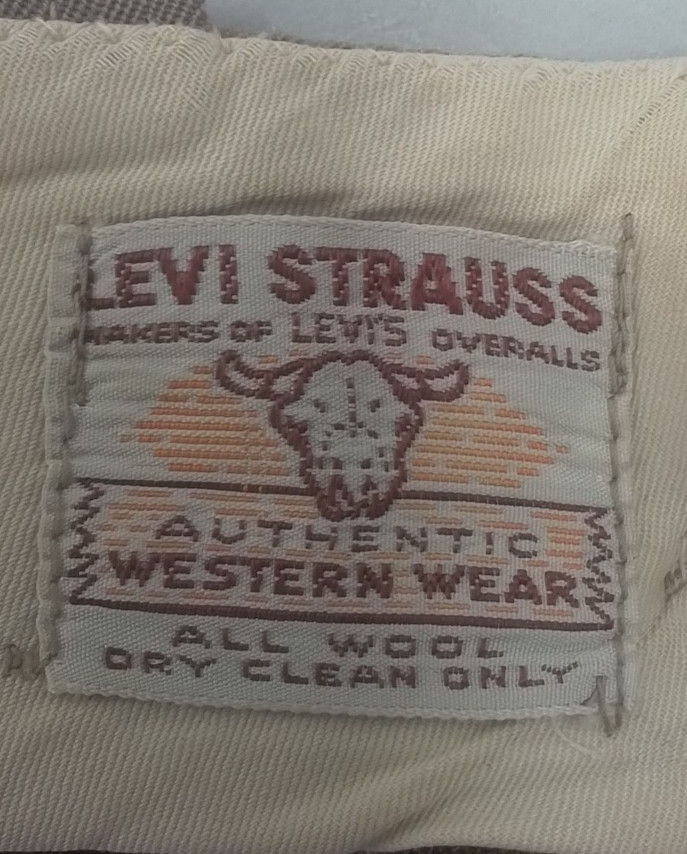 LEVI STRAUSS
MAKERS OF LEVI'S OVERALLS
AUTHENTIC
WESTERN WEAR
ALL WOOL
DRY CLEAN ONLY